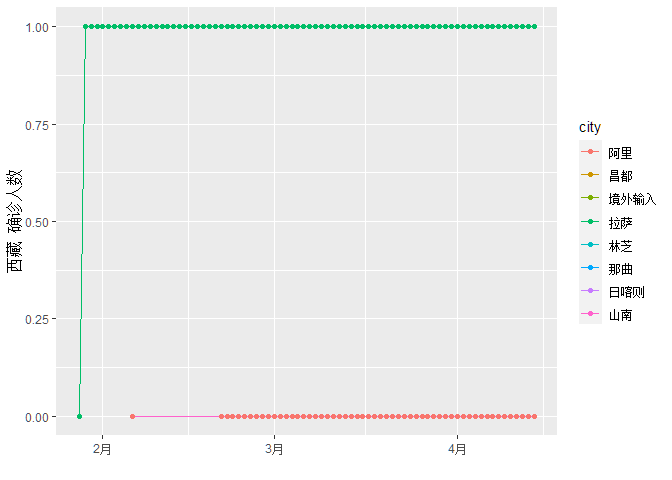 西藏 确诊人数
1.00
0.75
0.50
0.25
0.00
2月
3月
4月
city
阿里
昌都
境外输入
拉萨
林芝
那曲
日喀则
山南